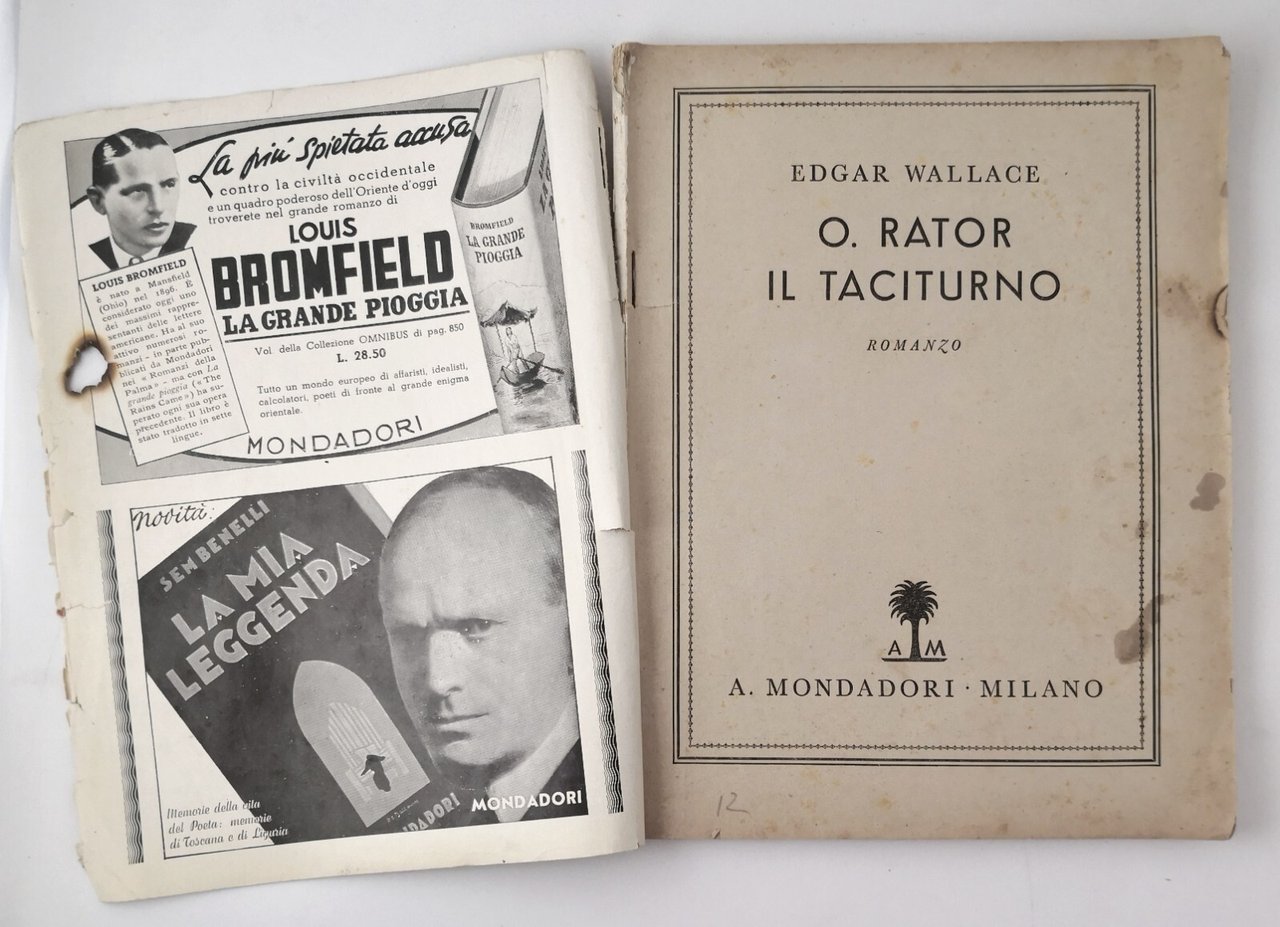 La più spietata accusa
contro la civiltà occidentale
e un quadro poderoso dell'Oriente d'oggi
troverete nel grande romanzo di
LOUIS
BROMFIELD
LA GRANDE PIOGGIA
Vol. della Collezione OMNIBUS di pag. 850
L. 28.50
Tutto un mondo europeo di affaristi, idealisti,
calcolatori, poeti di fronte al grande enigma
orientale.
MONDADORI
LOUIS BROMFIELD
è nato a Mansfield
(Ohio) nel 1896. È
considerato oggi uno
dei massimi rappre-
sentanti delle lettere
americane. Ha al suo
attivo numerosi ro-
manzi - in parte pub-
blicati da Mondadori
nei « Romanzi della
Palma » - ma con La
grande pioggia (« The
Rains Came ») ha su-
perato ogni sua opera
precedente. Il libro è
stato tradotto in sette
lingue.
BROMFIELD
LA GRANDE
PIOGGIA
novità:
SEM BENELLI
LA MIA
LEGGENDA
Memorie della vita
del Poeta: memorie
di Toscana e di Liguria
MONDADORI
EDGAR WALLACE
O. RATOR
IL TACITURNO
ROMANZO
A M
A. MONDADORI · MILANO
12